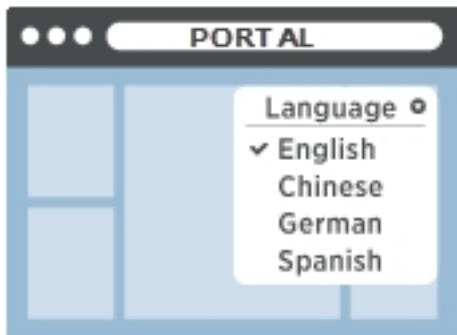 PORTAL
Language
English
Chinese
German
Spanish